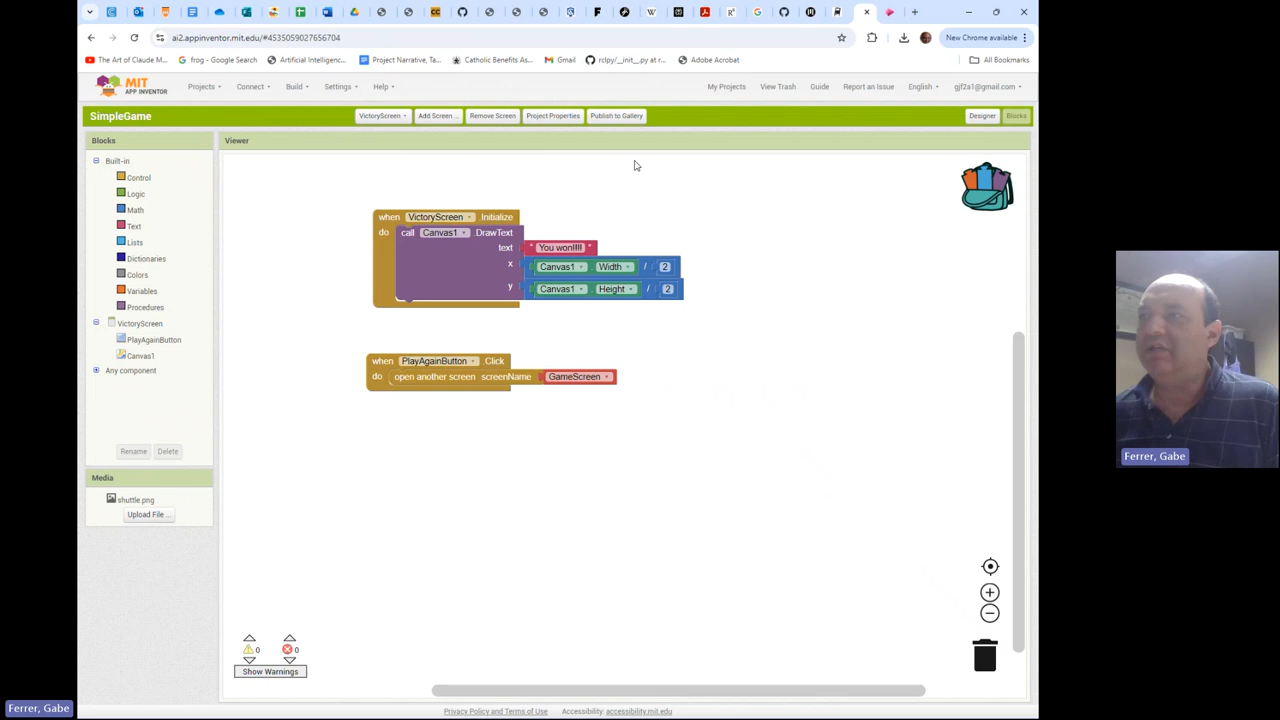 ai2.appinventor.mit.edu/#4535059027656704
New Chrome available
The Art of Claude M...
frog - Google Search
Artificial Intelligenc...
Project Narrative, Ta...
Catholic Benefits As...
Gmail
rclpy/__init__.py at r...
Adobe Acrobat
All Bookmarks
MIT
APP INVENTOR
Projects
Connect
Build
Settings
Help
My Projects
View Trash
Guide
Report an Issue
English
gjf2a1@gmail.com
SimpleGame
VictoryScreen
Add Screen ...
Remove Screen
Project Properties
Publish to Gallery
Designer
Blocks
Blocks
Viewer
Built-in
Control
Logic
Math
Text
Lists
Dictionaries
Colors
Variables
Procedures
VictoryScreen
PlayAgainButton
Canvas1
Any component
Rename
Delete
Media
shuttle.png
Upload File ...
when VictoryScreen .Initialize
do call Canvas1 .DrawText
text " You won!!!! "
x Canvas1 . Width / 2
y Canvas1 . Height / 2
when PlayAgainButton .Click
do open another screen screenName GameScreen
0 0
Show Warnings
Privacy Policy and Terms of Use
Accessibility: accessibility.mit.edu
Ferrer, Gabe
Ferrer, Gabe